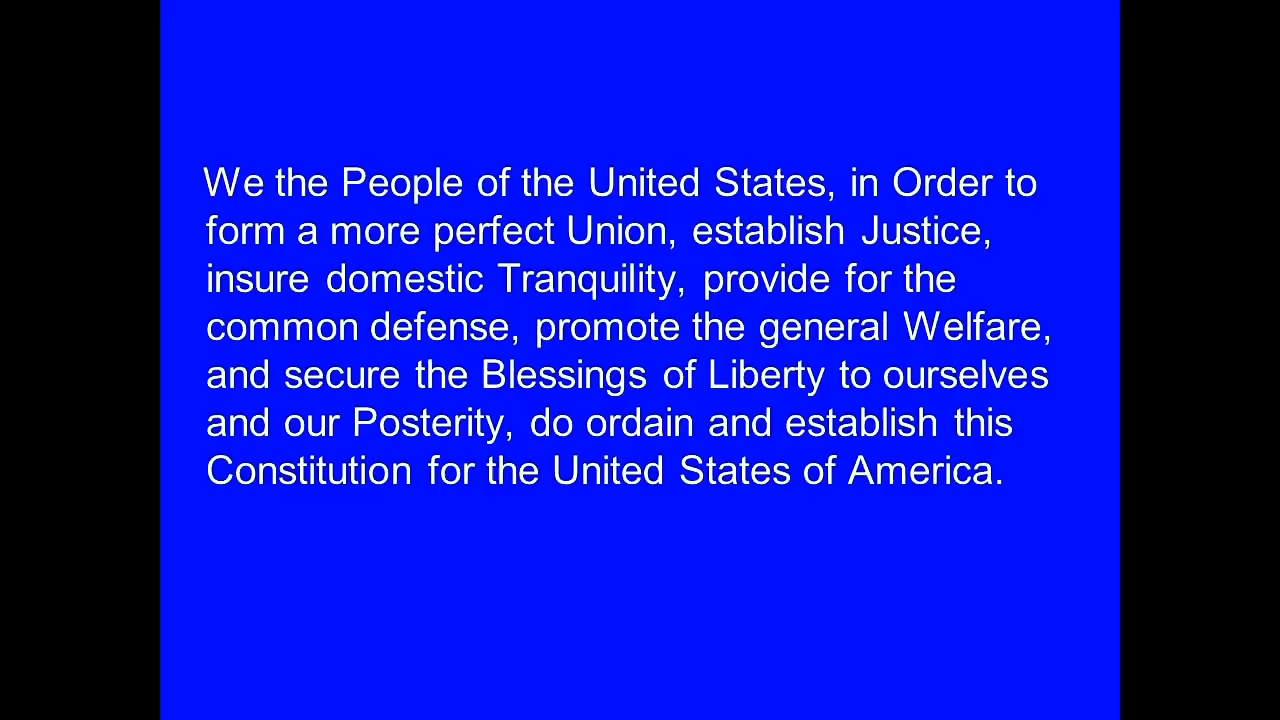 We the People of the United States, in Order to
form a more perfect Union, establish Justice,
insure domestic Tranquility, provide for the
common defense, promote the general Welfare,
and secure the Blessings of Liberty to ourselves
and our Posterity, do ordain and establish this
Constitution for the United States of America.